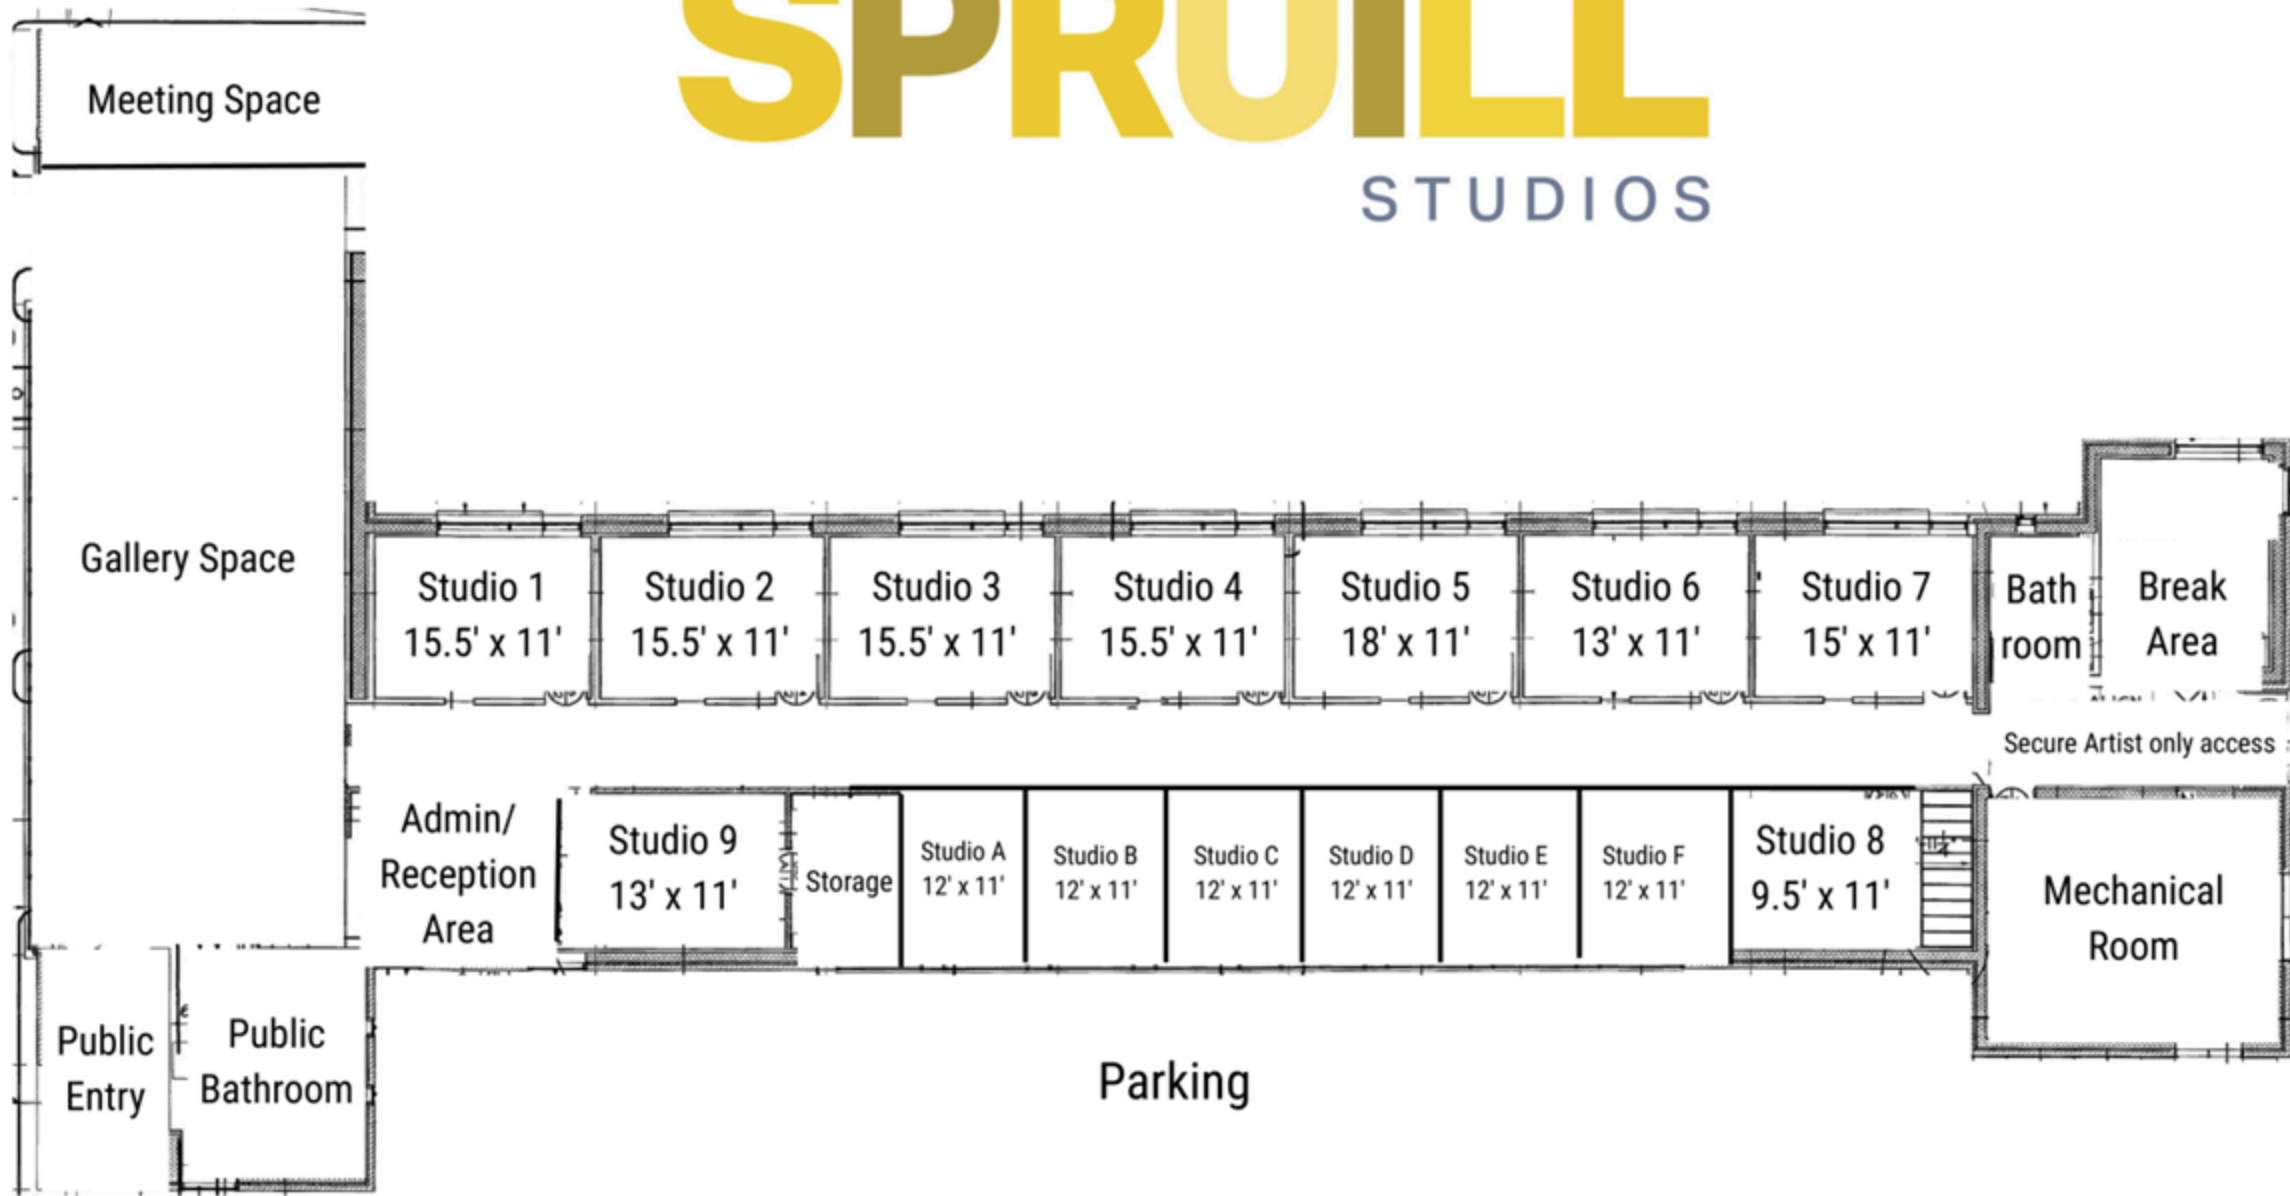 SPRUILL
STUDIOS
Meeting Space
Gallery Space
Studio 1
15.5' x 11'
Studio 2
15.5' x 11'
Studio 3
15.5' x 11'
Studio 4
15.5' x 11'
Studio 5
18' x 11'
Studio 6
13' x 11'
Studio 7
15' x 11'
Bath
room
Break
Area
Secure Artist only access
Admin/
Reception
Area
Studio 9
13' x 11'
Storage
Studio A
12' x 11'
Studio B
12' x 11'
Studio C
12' x 11'
Studio D
12' x 11'
Studio E
12' x 11'
Studio F
12' x 11'
Studio 8
9.5' x 11'
Mechanical
Room
Public
Entry
Public
Bathroom
Parking